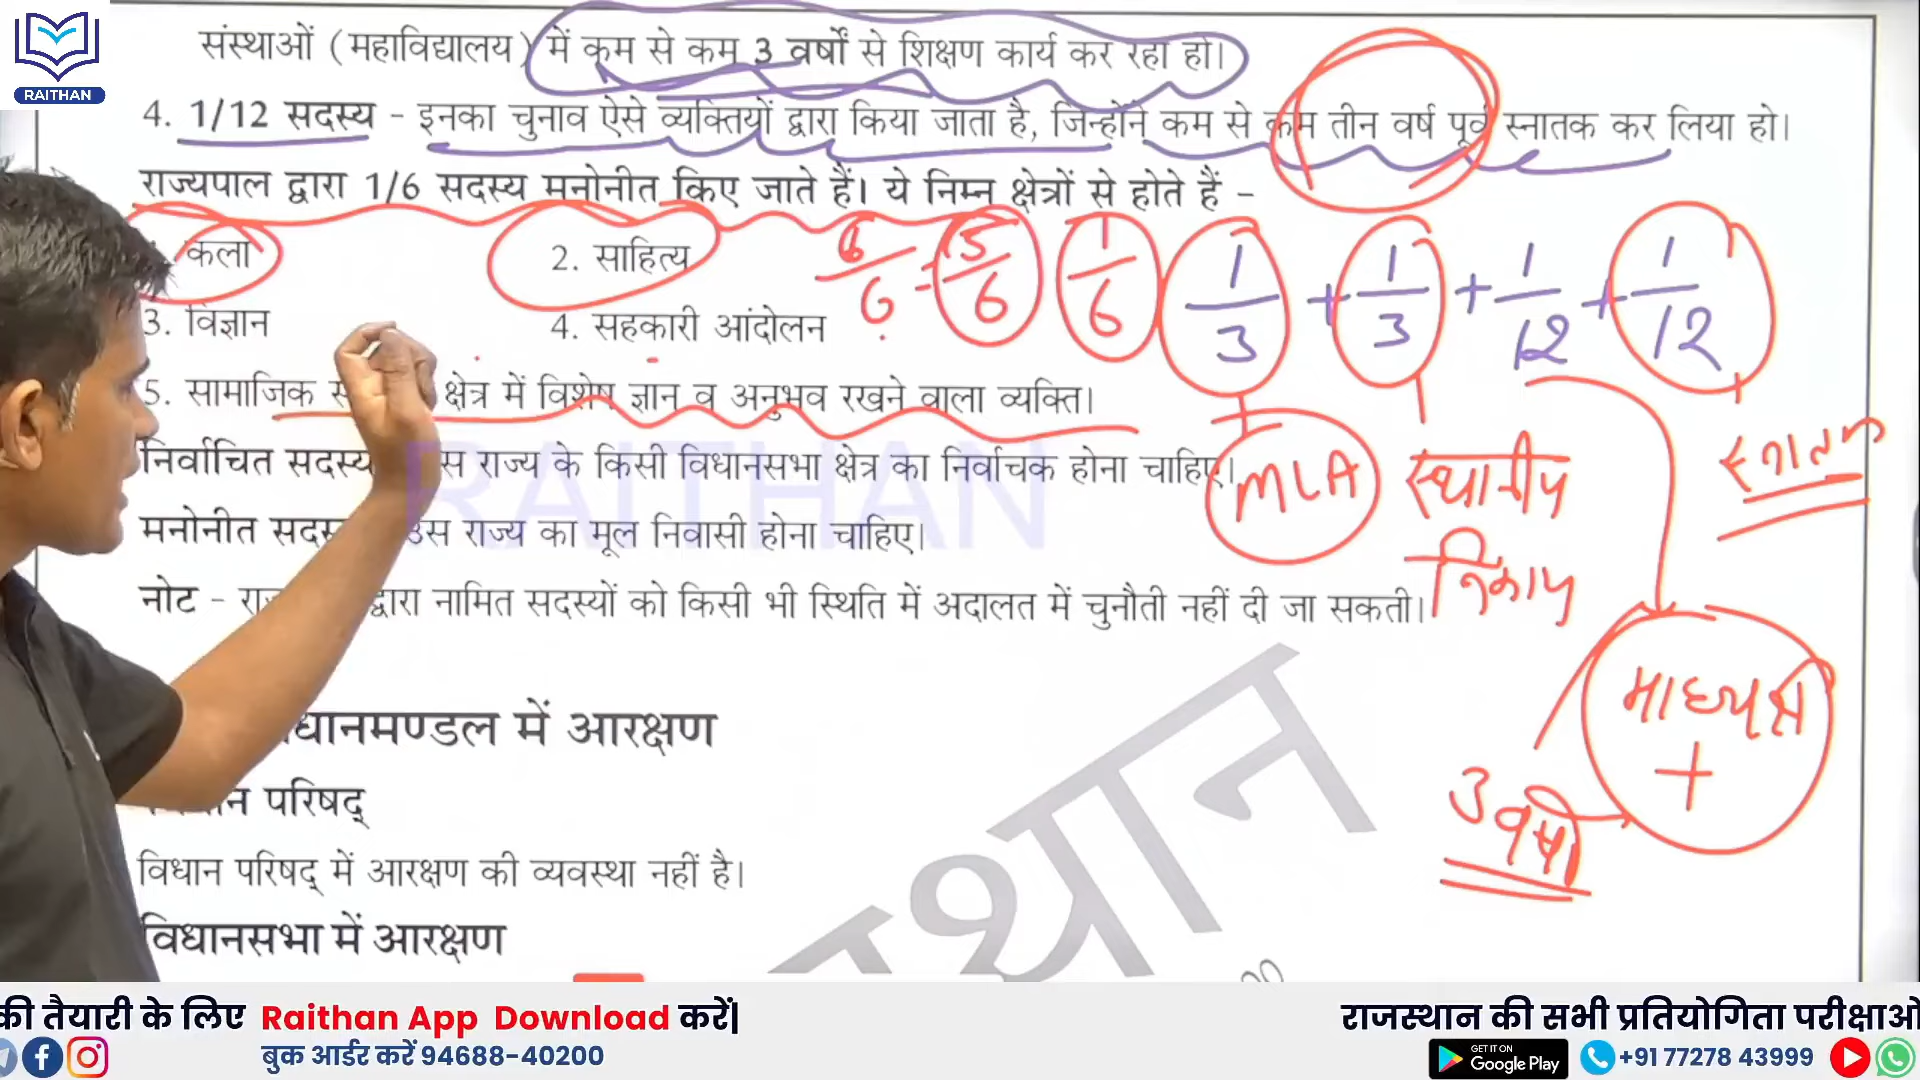 RAITHAN
संस्थाओं (महाविद्यालय) में कम से कम 3 वर्षों से शिक्षण कार्य कर रहा हो।
4. 1/12 सदस्य - इनका चुनाव ऐसे व्यक्तियों द्वारा किया जाता है, जिन्होंने कम से कम तीन वर्ष पूर्व स्नातक कर लिया हो।
राज्यपाल द्वारा 1/6 सदस्य मनोनीत किए जाते हैं। ये निम्न क्षेत्रों से होते हैं -
कला 2. साहित्य
6/6 = 5/6 1/6 1/3 + 1/3 + 1/12 + 1/12
3. विज्ञान 4. सहकारी आंदोलन
5. सामाजिक क्षेत्र में विशेष ज्ञान व अनुभव रखने वाला व्यक्ति।
निर्वाचित सदस्य राज्य के किसी विधानसभा क्षेत्र का निर्वाचक होना चाहिए।
MLA स्थानीय
स्नातक
RAITHAN
मनोनीत उस राज्य का मूल निवासी होना चाहिए।
निकाय
नोट - द्वारा नामित सदस्यों को किसी भी स्थिति में अदालत में चुनौती नहीं दी जा सकती।
में आरक्षण
+
3 वर्षों
परिषद्
विधान परिषद् में आरक्षण की व्यवस्था नहीं है।
विधानसभा में आरक्षण
की तैयारी के लिए Raithan App Download करें|
राजस्थान की सभी प्रतियोगिता परीक्षाओ
बुक आर्डर करें 94688-40200
GET IT ON
Google Play
+91 77278 43999